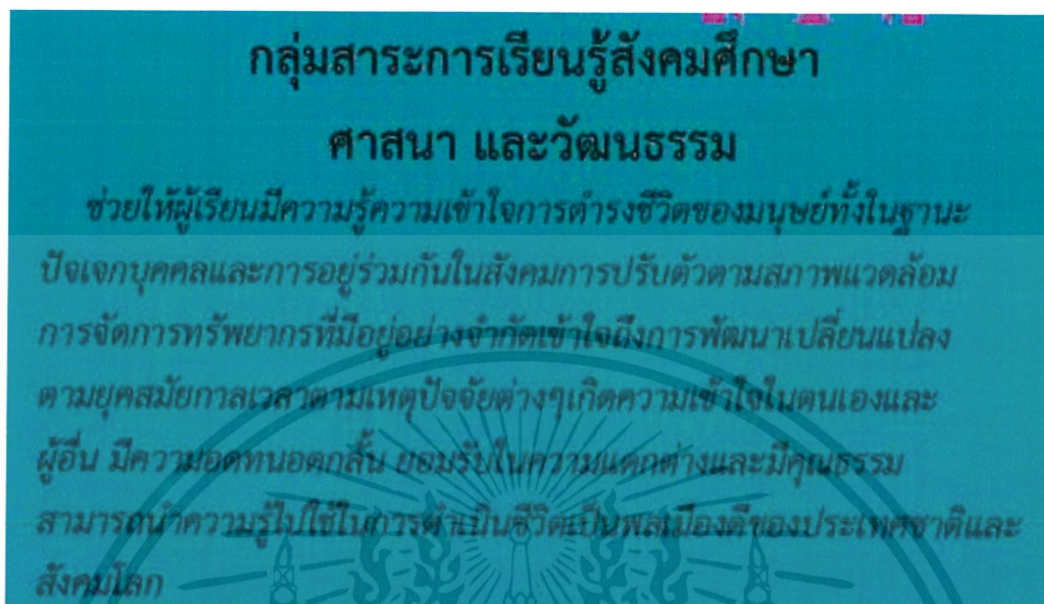 กลุ่มสาระการเรียนรู้สังคมศึกษา
ศาสนา และวัฒนธรรม
ช่วยให้ผู้เรียนมีความรู้ความเข้าใจการดำรงชีวิตของมนุษย์ทั้งในฐานะ
ปัจเจกบุคคลและการอยู่ร่วมกันในสังคมการปรับตัวตามสภาพแวดล้อม
การจัดการทรัพยากรที่มีอยู่อย่างจำกัดเข้าใจถึงการพัฒนาเปลี่ยนแปลง
ตามยุคสมัยกาลเวลาตามเหตุปัจจัยต่างๆเกิดความเข้าใจในตนเองและ
ผู้อื่น มีความอดทนอดกลั้น ยอมรับในความแตกต่างและมีคุณธรรม
สามารถนำความรู้ไปใช้ในการดำเนินชีวิตเป็นพลเมืองดีของประเทศชาติและ
สังคมโลก